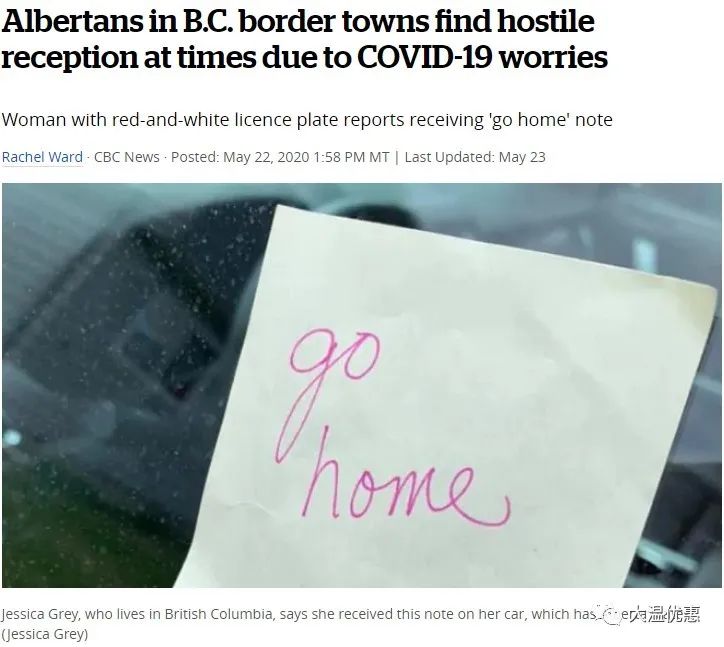 Albertans in B.C. border towns find hostile
reception at times due to COVID-19 worries
Woman with red-and-white licence plate reports receiving 'go home' note
Rachel Ward · CBC News · Posted: May 22, 2020 1:58 PM MT | Last Updated: May 23
go
home
Jessica Grey, who lives in British Columbia, says she received this note on her car, which has
大温优惠
(Jessica Grey)